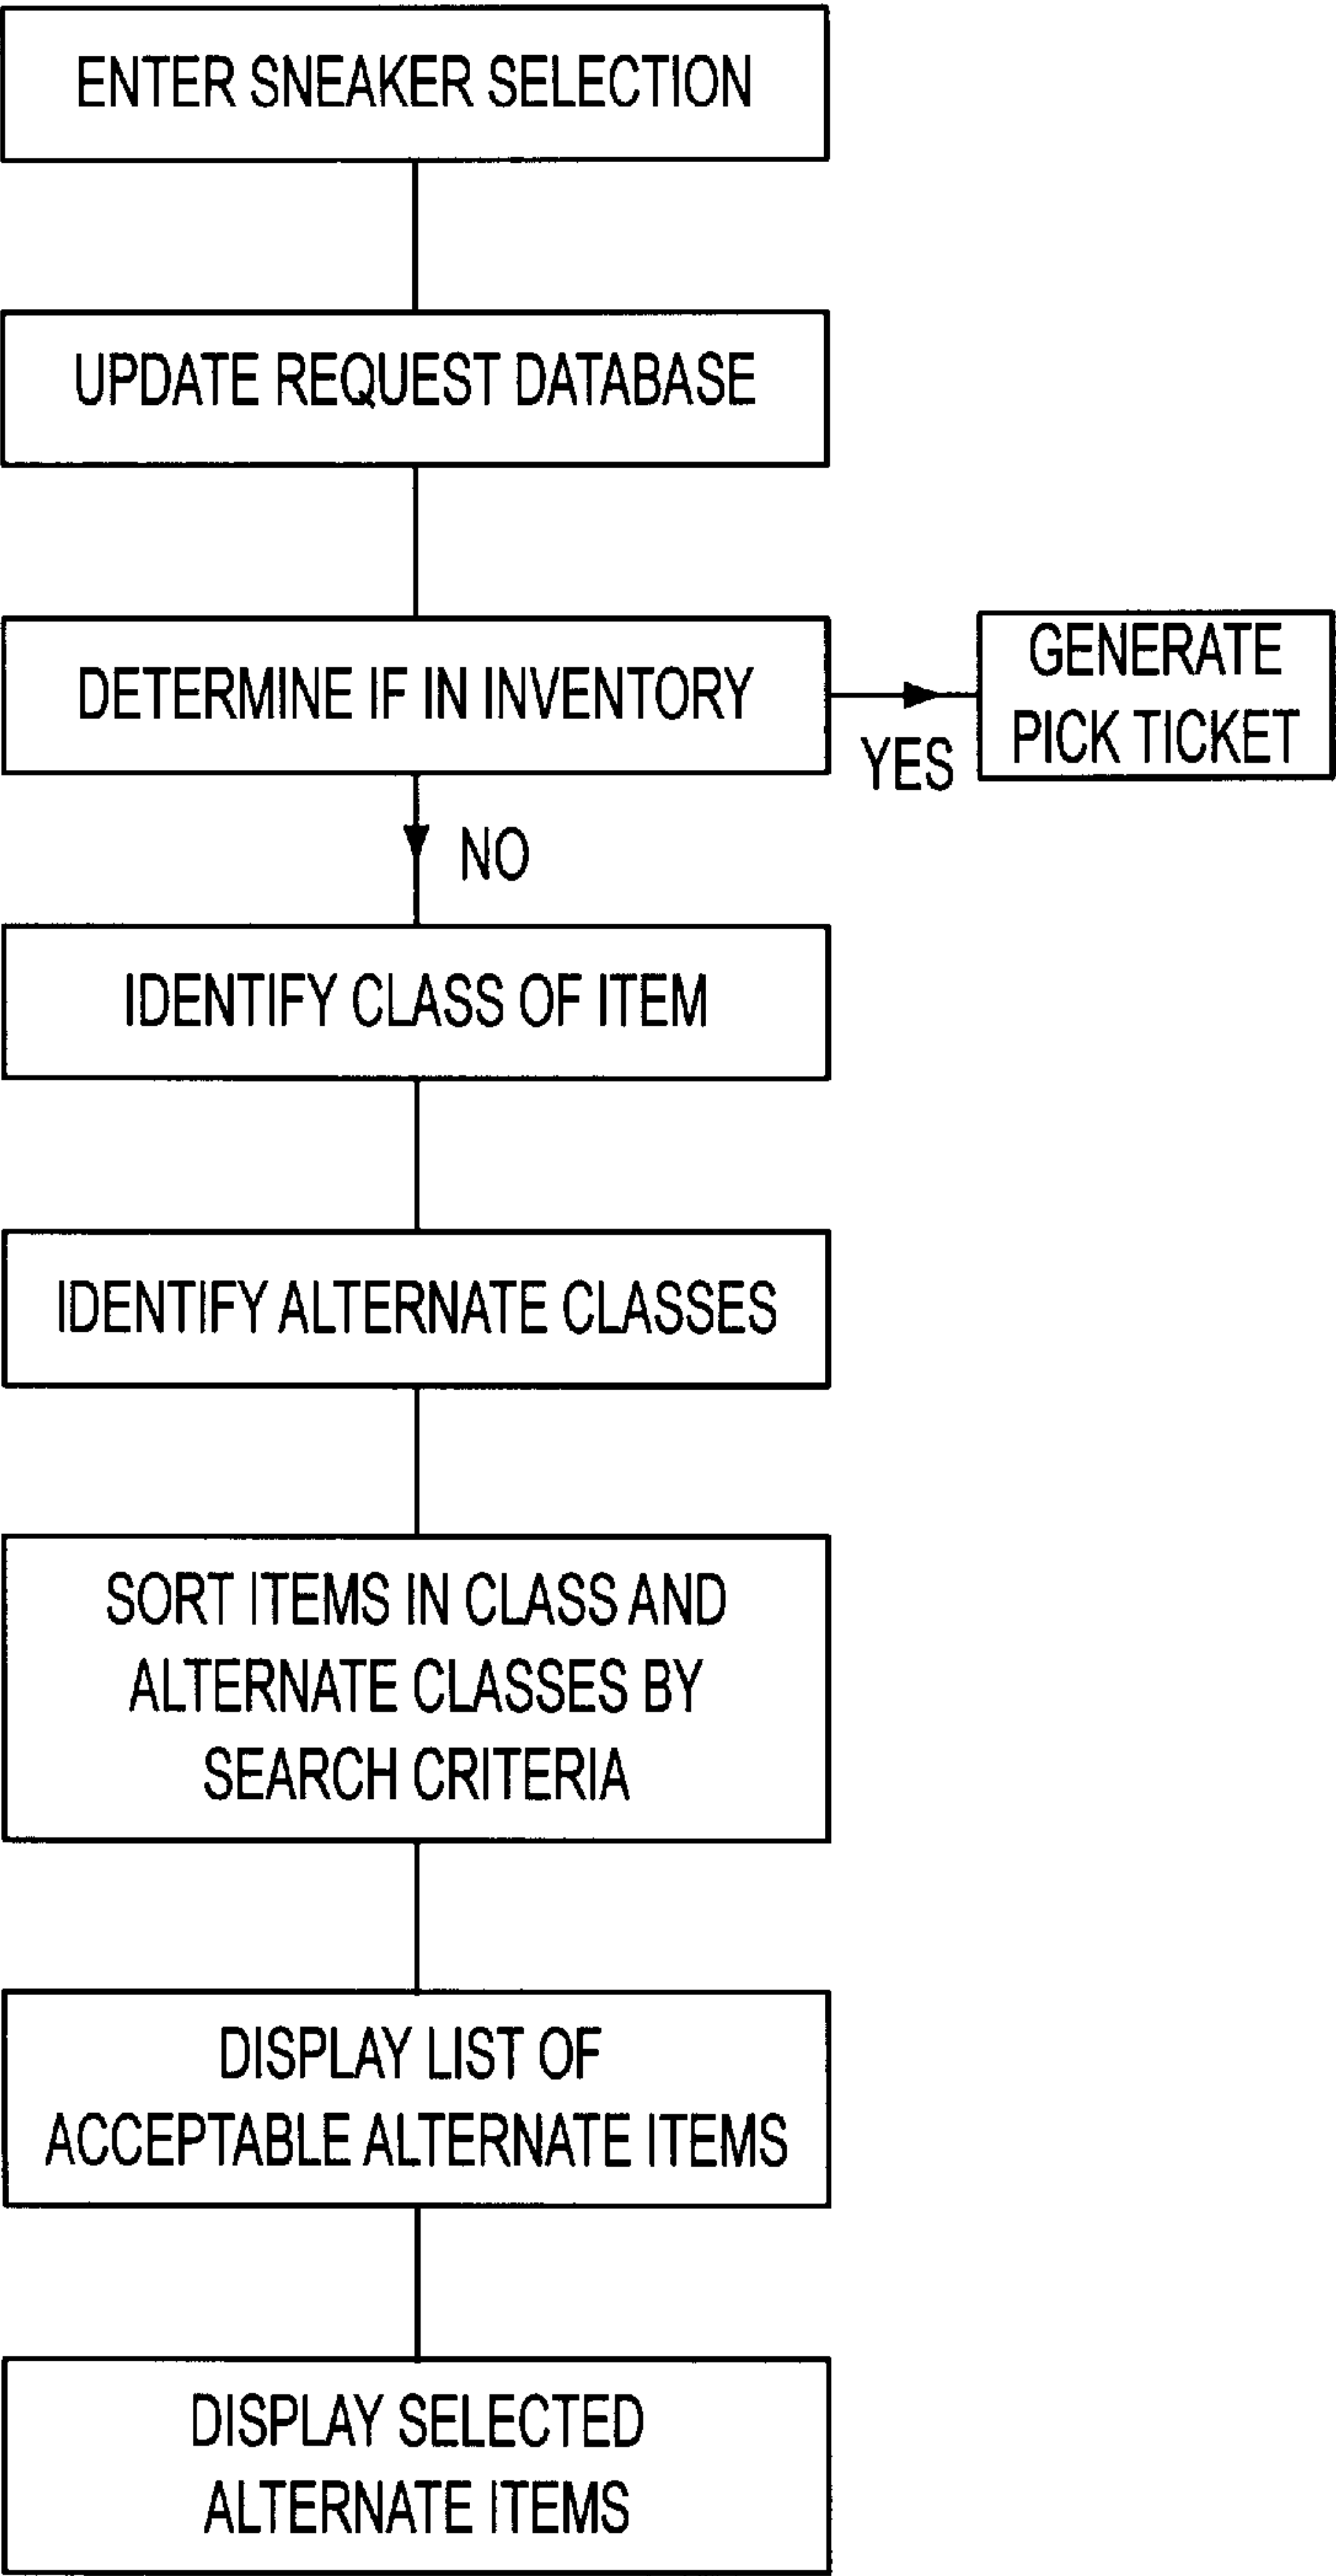 ENTER SNEAKER SELECTION
UPDATE REQUEST DATABASE
DETERMINE IF IN INVENTORY
YES
GENERATE
PICK TICKET
NO
IDENTIFY CLASS OF ITEM
IDENTIFY ALTERNATE CLASSES
SORT ITEMS IN CLASS AND
ALTERNATE CLASSES BY
SEARCH CRITERIA
DISPLAY LIST OF
ACCEPTABLE ALTERNATE ITEMS
DISPLAY SELECTED
ALTERNATE ITEMS